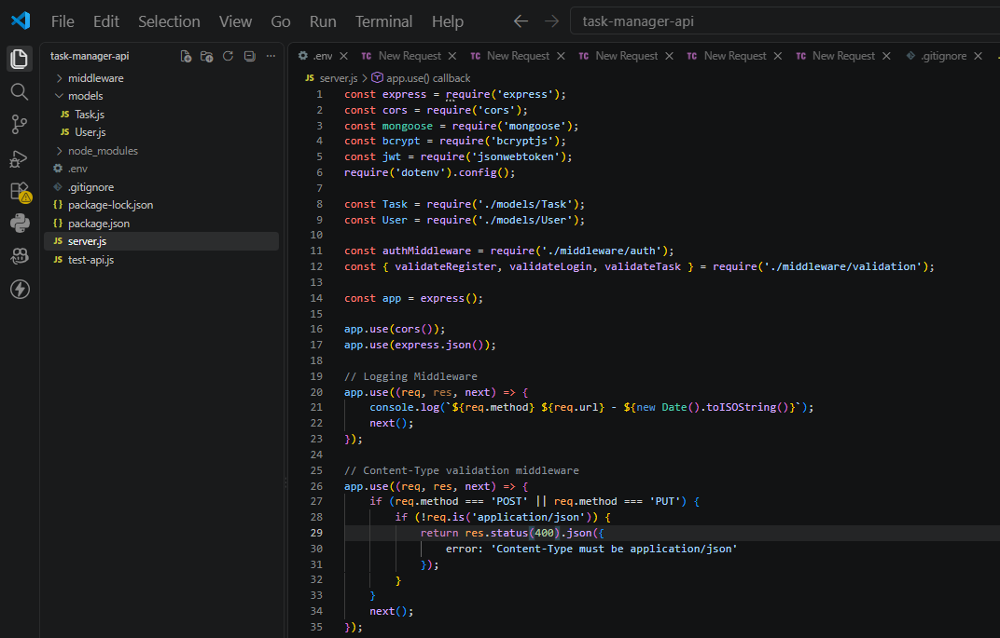 File Edit Selection View Go Run Terminal Help
task-manager-api
task-manager-api
middleware
models
JS Task.js
JS User.js
node_modules
.env
.gitignore
{} package-lock.json
{} package.json
JS server.js
JS test-api.js
.env TC New Request TC New Request TC New Request TC New Request TC New Request .gitignore
JS server.js > app.use() callback
1 const express = require('express');
2 const cors = require('cors');
3 const mongoose = require('mongoose');
4 const bcrypt = require('bcryptjs');
5 const jwt = require('jsonwebtoken');
6 require('dotenv').config();
7
8 const Task = require('./models/Task');
9 const User = require('./models/User');
10
11 const authMiddleware = require('./middleware/auth');
12 const { validateRegister, validateLogin, validateTask } = require('./middleware/validation');
13
14 const app = express();
15
16 app.use(cors());
17 app.use(express.json());
18
19 // Logging Middleware
20 app.use((req, res, next) => {
21 console.log(`${req.method} ${req.url} - ${new Date().toISOString()}`);
22 next();
23 });
24
25 // Content-Type validation middleware
26 app.use((req, res, next) => {
27 if (req.method === 'POST' || req.method === 'PUT') {
28 if (!req.is('application/json')) {
29 return res.status(400).json({
30 error: 'Content-Type must be application/json'
31 });
32 }
33 }
34 next();
35 });